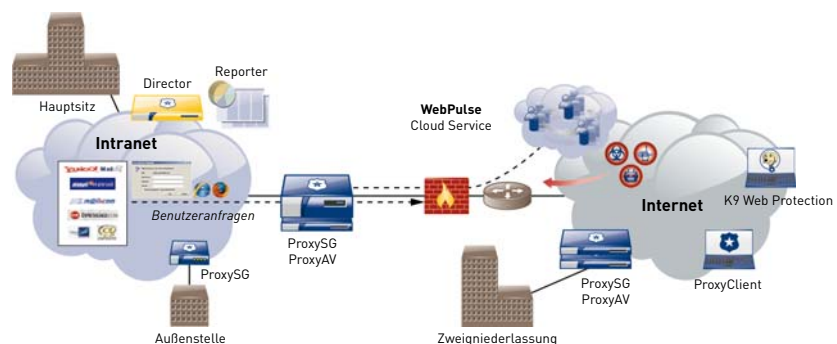 Hauptsitz
Director
Reporter
Intranet
Benutzeranfragen
ProxySG
Außenstelle
ProxySG
ProxyAV
WebPulse
Cloud Service
Internet
K9 Web Protection
ProxySG
ProxyAV
ProxyClient
Zweigniederlassung